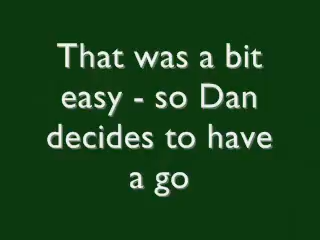 That was a bit
easy - so Dan
decides to have
a go